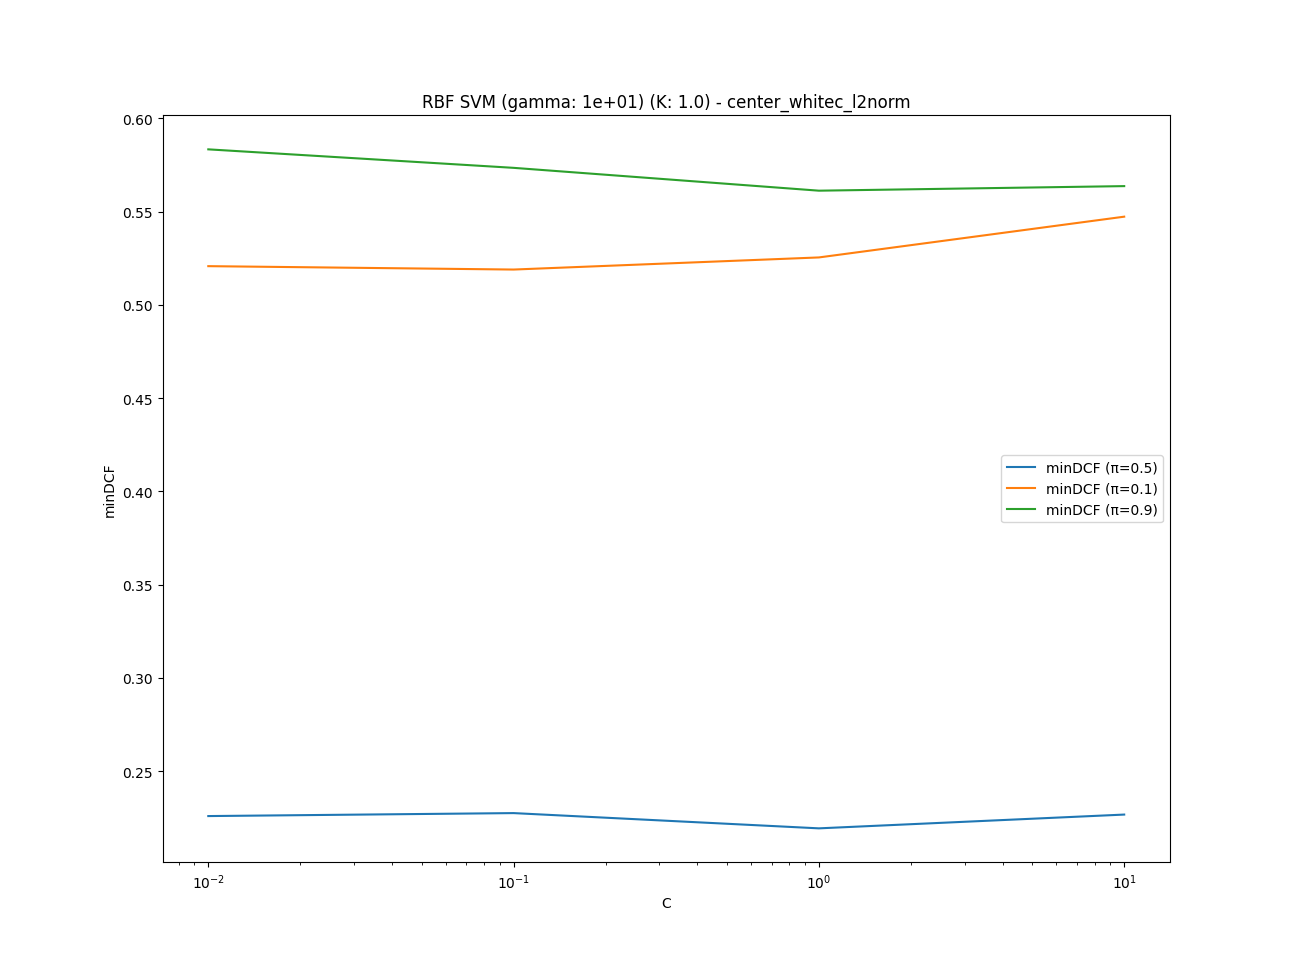 RBF SVM (gamma: 1e+01) (K: 1.0) - center_whitec_l2norm
0.60
0.55
0.50
0.45
0.40
0.35
0.30
0.25
minDCF
minDCF (π=0.5)
minDCF (π=0.1)
minDCF (π=0.9)
10⁻² 10⁻¹ 10⁰ 10¹
C